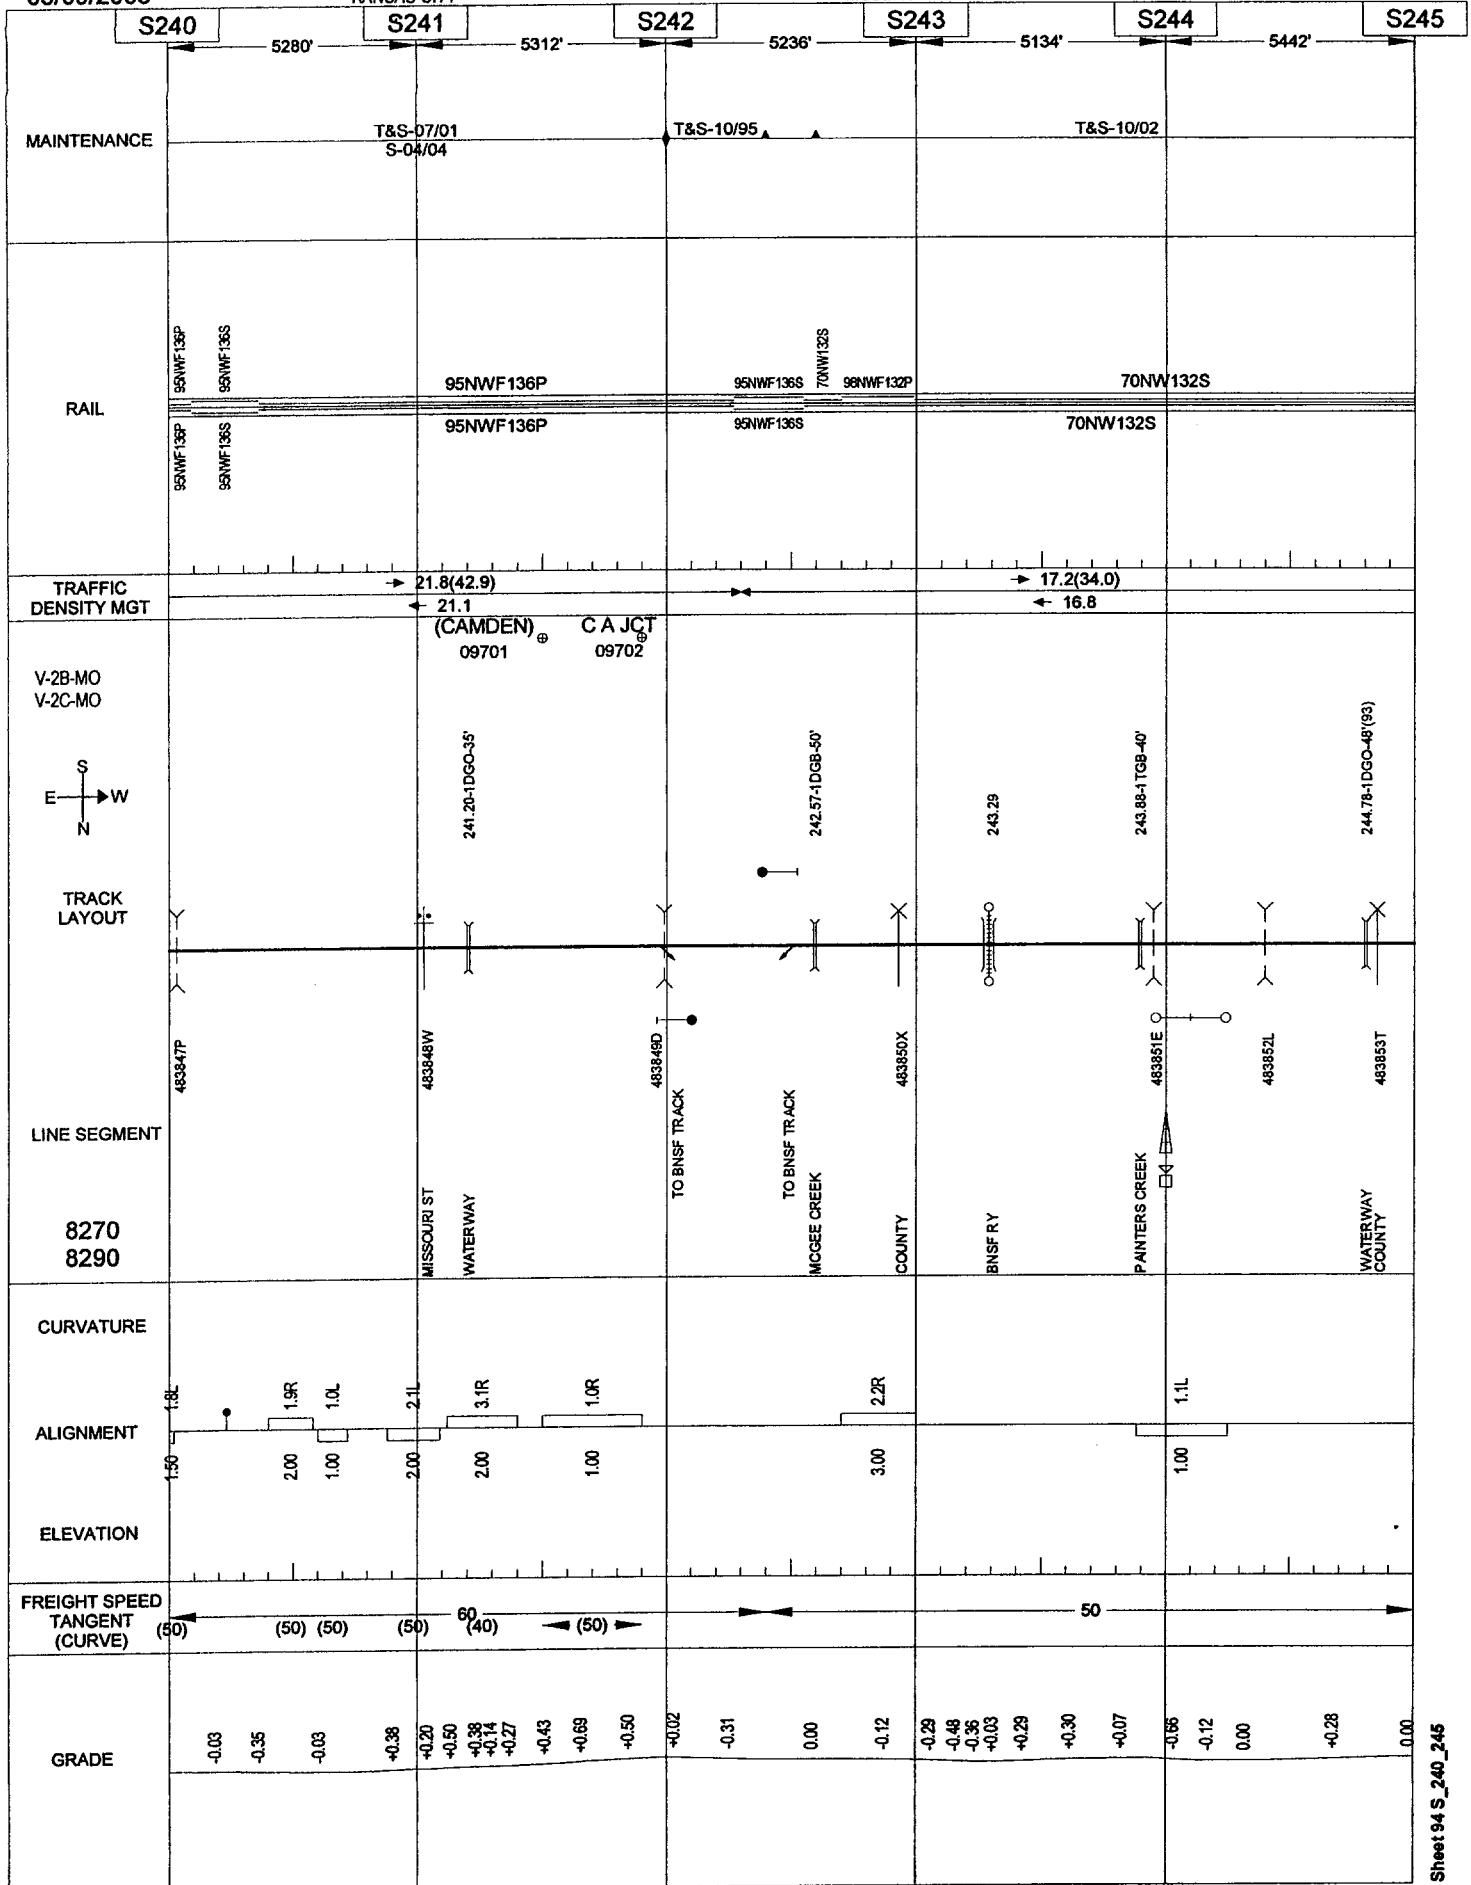 S240 S241 S242 S243 S244 S245
5280' 5312' 5236' 5134' 5442'
MAINTENANCE
T&S-07/01 T&S-10/95 T&S-10/02
S-04/04
RAIL
95NWF136P 95NWF136S 70NW132S
95NWF136P 95NWF136S 98NWF132P 70NW132S
95NWF136P 95NWF136S 70NW132S
95NWF136P 95NWF136S
TRAFFIC
DENSITY MGT
21.8(42.9) 17.2(34.0)
21.1 16.8
(CAMDEN) C A JCT
09701 09702
V-2B-MO
V-2C-MO
S
E W
N
241.20-1DGO-35' 242.57-1DGB-50' 243.29 243.88-1TGB-40' 244.78-1DGO-48'(93)
TRACK
LAYOUT
483847P 483848W 483849D 483850X 483851E 483852L 483853T
LINE SEGMENT
8270
8290
MISSOURI ST
WATERWAY
TO BNSF TRACK
TO BNSF TRACK
MCGEE CREEK
COUNTY
BNSF RY
PAINTERS CREEK
WATERWAY
COUNTY
CURVATURE
1.8L 1.9R 1.0L 2.1L 3.1R 1.0R 2.2R 1.1L
ALIGNMENT
1.50 2.00 1.00 2.00 2.00 1.00 3.00 1.00
ELEVATION
FREIGHT SPEED
TANGENT
(CURVE)
60 50
(50) (50) (50) (50) (40) (50)
GRADE
-0.03 -0.35 -0.03 +0.38 +0.20 +0.50 +0.38 +0.14 +0.27 +0.43 +0.69 +0.50 +0.02 -0.31 0.00 -0.12 -0.29 -0.48 -0.36 +0.03 +0.29 +0.30 +0.07 -0.66 -0.12 0.00 +0.28 0.00
Sheet 94 S_240_245